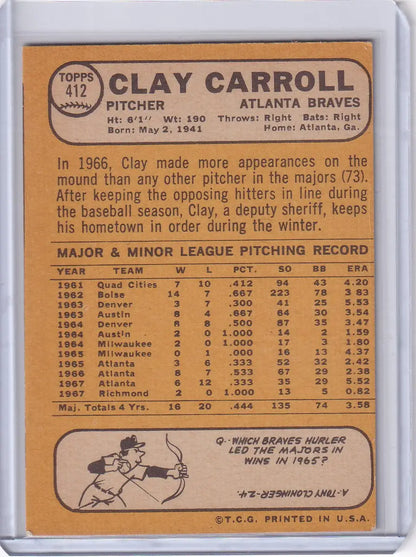 TOPPS
412
CLAY CARROLL
PITCHER ATLANTA BRAVES
Ht: 6'1" Wt: 190 Throws: Right Bats: Right
Born: May 2, 1941 Home: Atlanta, Ga.
In 1966, Clay made more appearances on the
mound than any other pitcher in the majors (73).
After keeping the opposing hitters in line during
the baseball season, Clay, a deputy sheriff, keeps
his hometown in order during the winter.
MAJOR & MINOR LEAGUE PITCHING RECORD
YEAR TEAM W L PCT. SO BB ERA
1961 Quad Cities 7 10 .412 94 43 4.20
1962 Boise 14 7 .667 223 78 3.83
1963 Denver 3 7 .300 41 25 5.53
1963 Austin 8 4 .667 64 30 3.54
1964 Denver 8 8 .500 87 35 3.47
1964 Austin 2 0 1.000 14 2 1.59
1964 Milwaukee 2 0 1.000 17 3 1.80
1965 Milwaukee 0 1 .000 16 13 4.37
1965 Atlanta 3 6 .333 52 32 2.42
1966 Atlanta 8 7 .533 67 29 2.38
1967 Atlanta 6 12 .333 35 29 5.52
1967 Richmond 2 0 1.000 13 5 0.82
Maj. Totals 4 Yrs. 16 20 .444 135 74 3.58
Q.-WHICH BRAVES HURLER
LED THE MAJORS IN
WINS IN 1965?
A-TONY CLONINGER-24.
©T.C.G. PRINTED IN U.S.A.